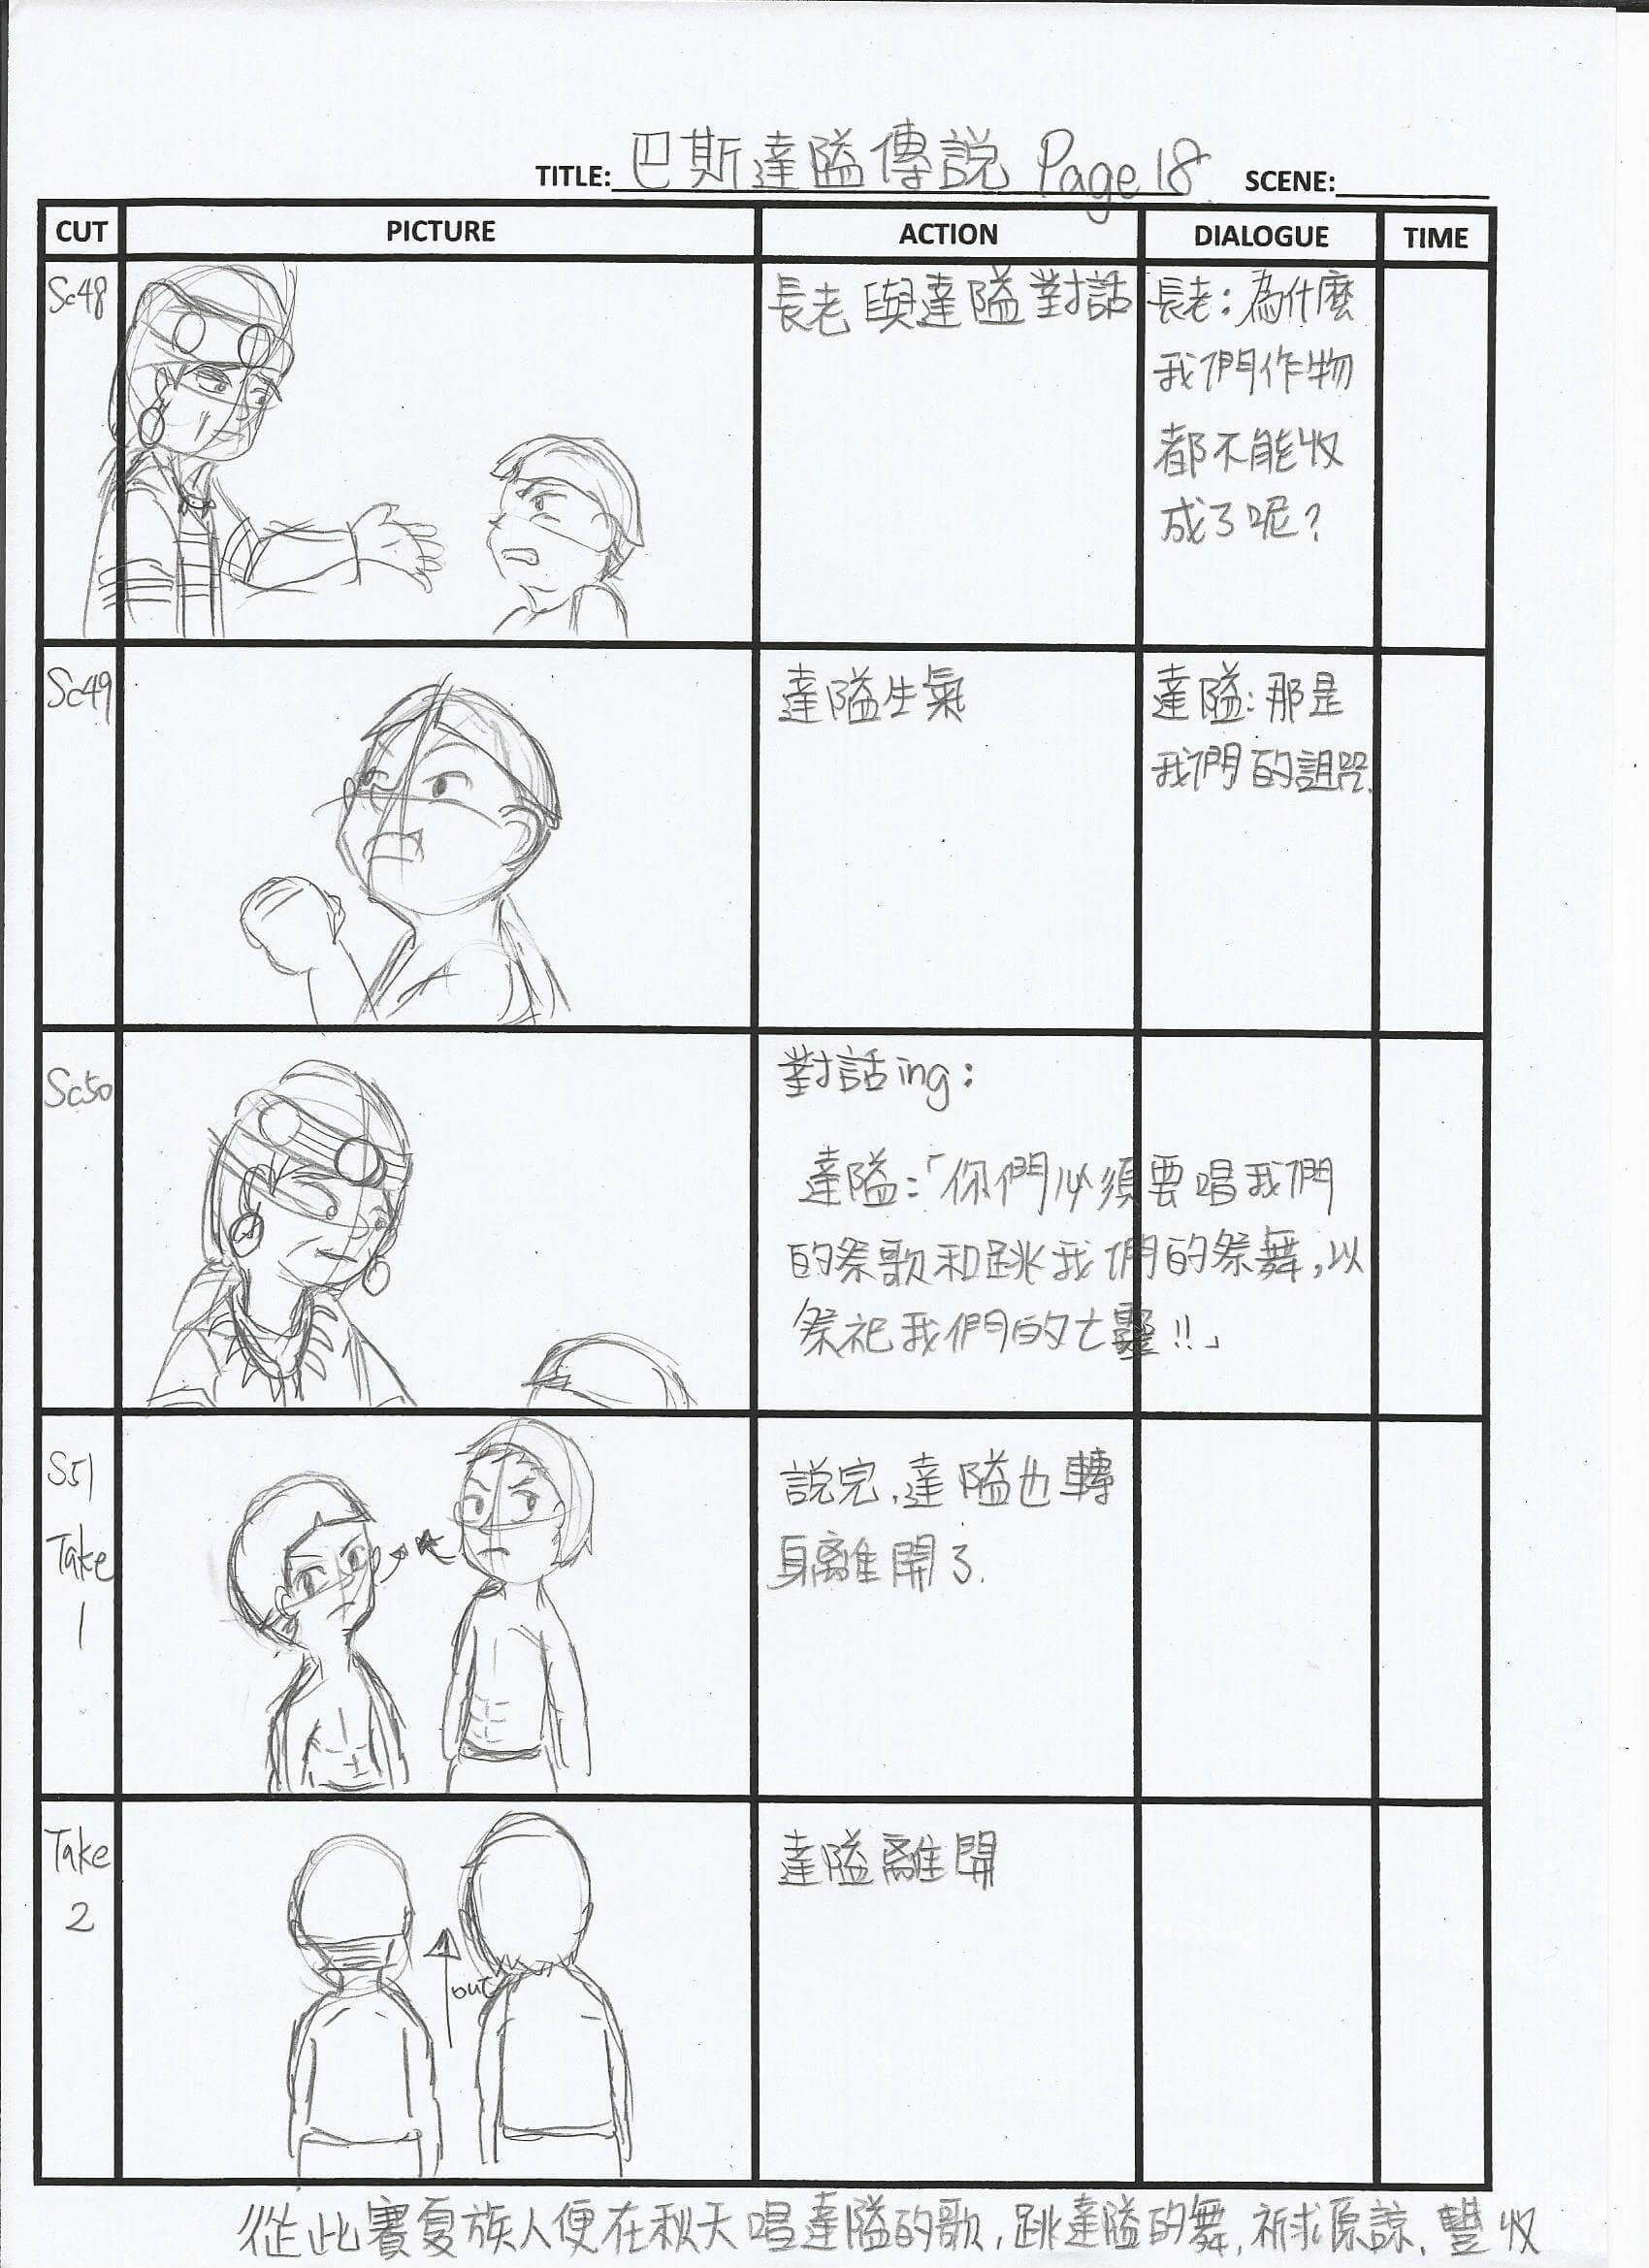 TITLE: 巴斯達隘傳說 Page 18. SCENE:
CUT PICTURE ACTION DIALOGUE TIME
Sc48
長老與達隘對話
長老:為什麼
我們作物
都不能收
成了呢?
Sc49
達隘生氣
達隘:那是
我們的詛咒.
Sc50
對話ing:
達隘:「你們必須要唱我們
的祭歌和跳我們的祭舞,以
祭祀我們的亡靈!!」
S51
Take
1
說完,達隘也轉
身離開了.
Take
2
out
達隘離開
從此賽夏族人便在秋天唱達隘的歌,跳達隘的舞,祈求原諒,豐收